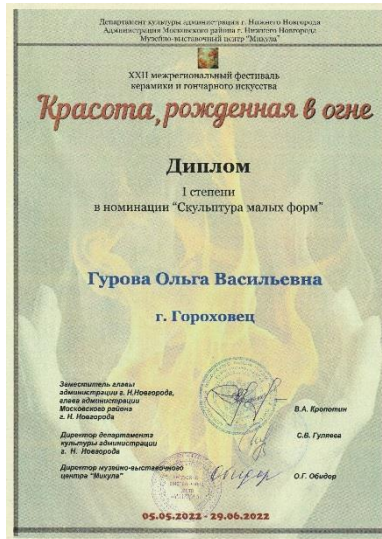 Департамент культуры администрации г. Нижнего Новгорода
Администрация Московского района г. Нижнего Новгорода
Музейно-выставочный центр "Микула"
XXII межрегиональный фестиваль
керамики и гончарного искусства
Красота, рожденная в огне
Диплом
I степени
в номинации "Скульптура малых форм"
Гурова Ольга Васильевна
г. Гороховец
Заместитель главы
администрации г. Н.Новгорода,
глава администрации
Московского района
г. Н. Новгорода
В.А. Кропотин
Директор департамента
культуры администрации
г. Н. Новгорода
С.В. Гуляева
Директор музейно-выставочного
центра "Микула"
О.Г. Обидор
05.05.2022 - 29.06.2022